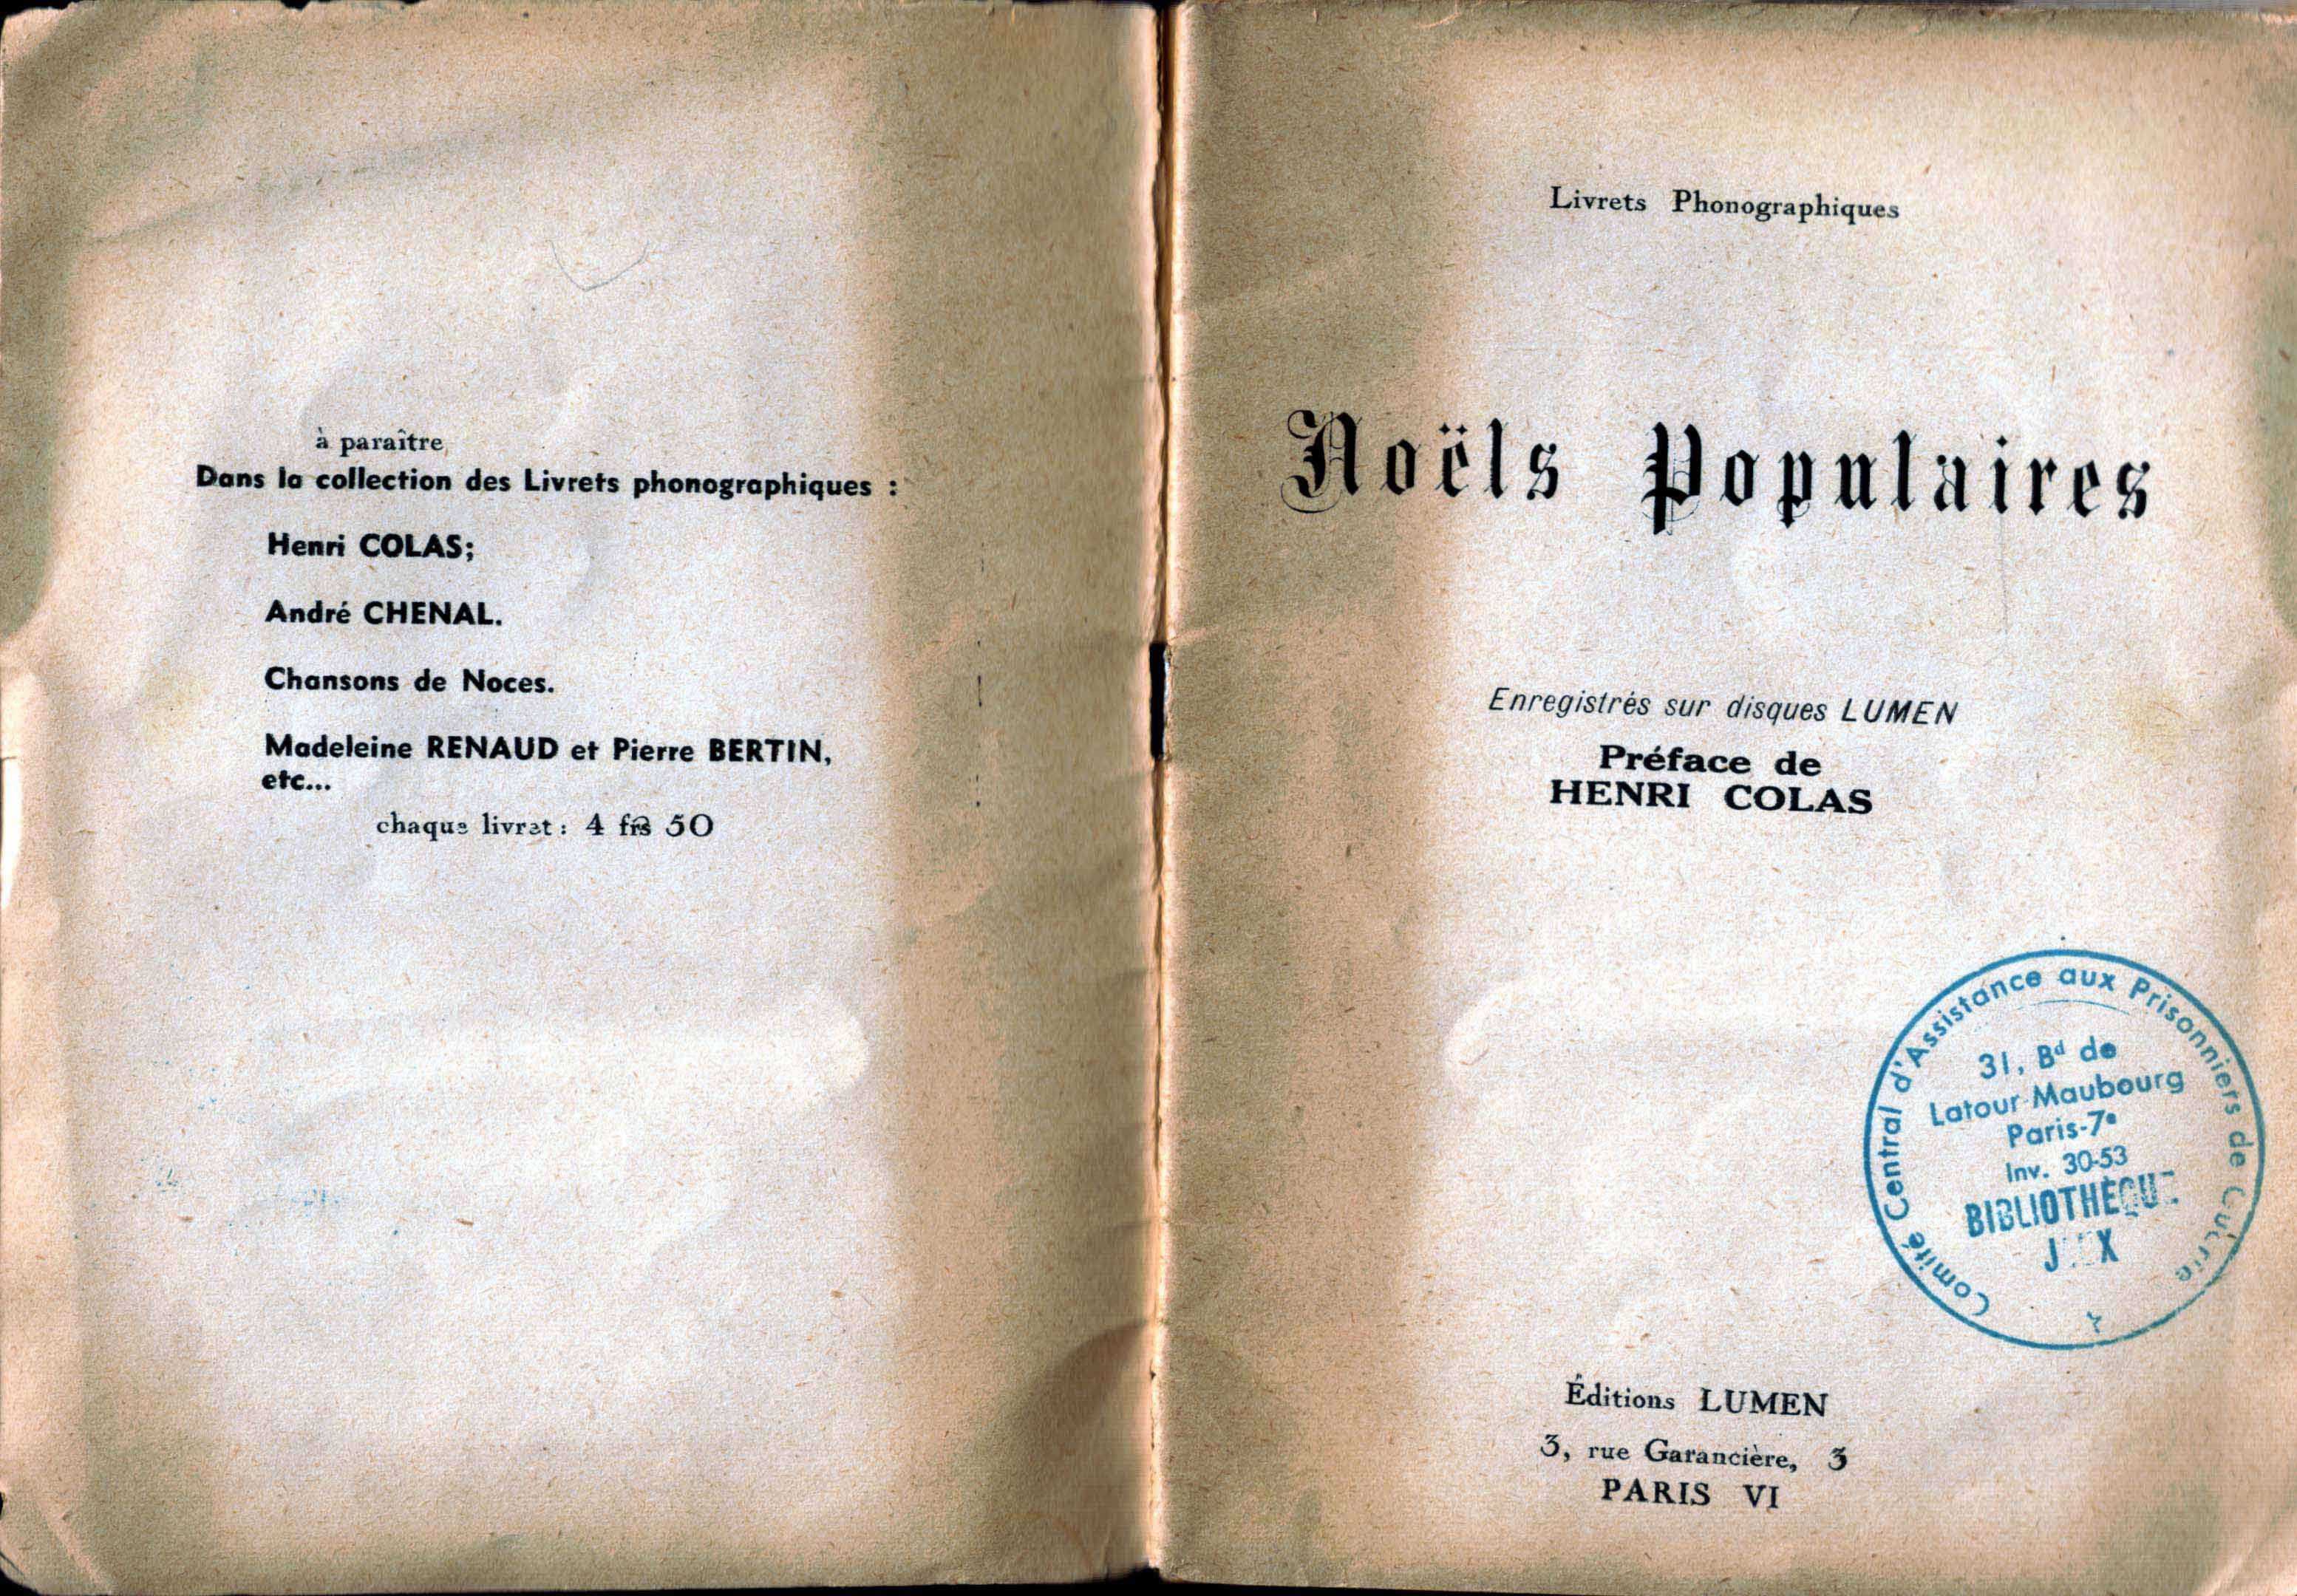 à paraître
Dans la collection des Livrets phonographiques :
Henri COLAS;
André CHENAL.
Chansons de Noces.
Madeleine RENAUD et Pierre BERTIN,
etc...
chaque livret : 4 frs 50
Livrets Phonographiques
Noëls Populaires
Enregistrés sur disques LUMEN
Préface de
HENRI COLAS
Comité Central d'Assistance aux Prisonniers de Guerre
31, Bd de
Latour-Maubourg
Paris-7e
Inv. 30-53
BIBLIOTHÈQUE
Éditions LUMEN
3, rue Garancière, 3
PARIS VI